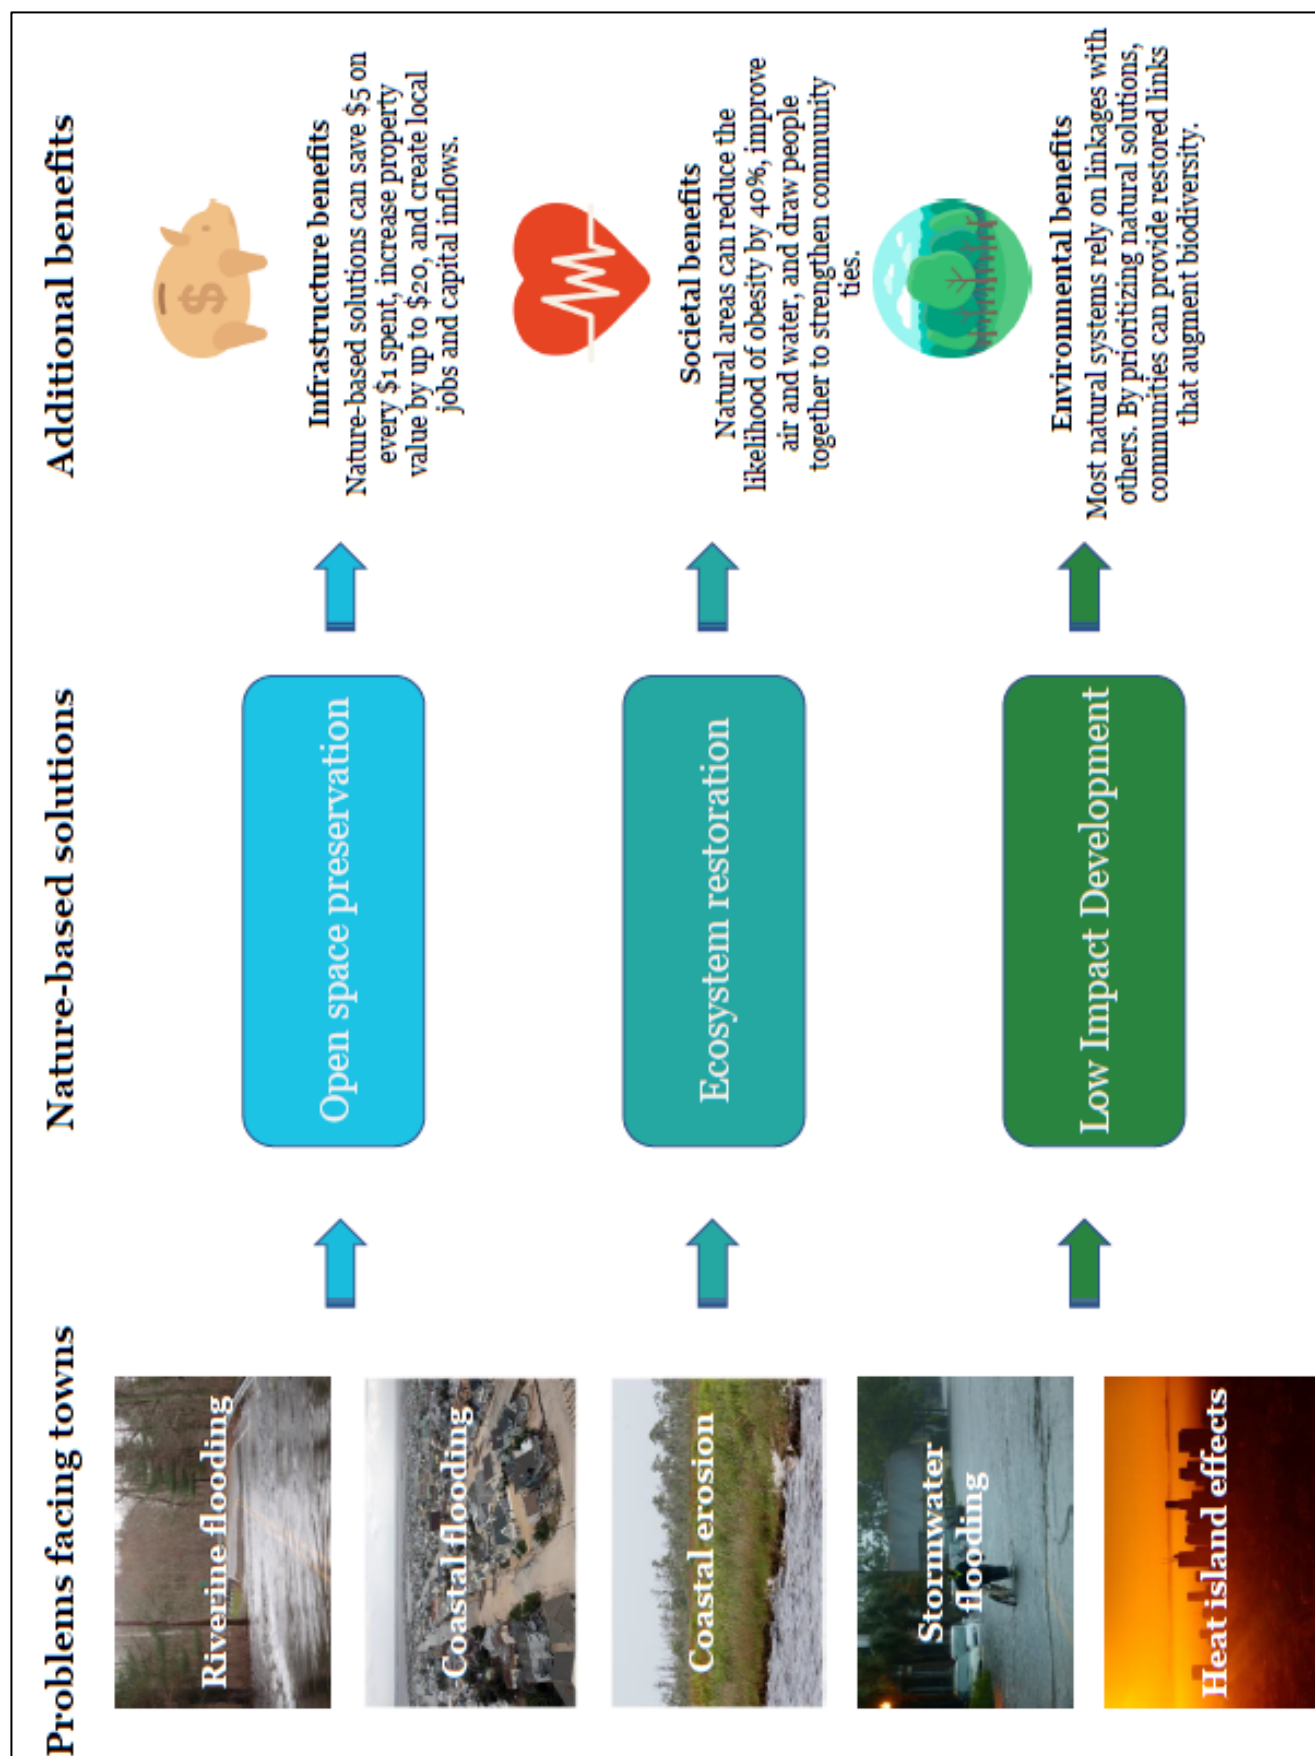 Problems facing towns
Riverine flooding
Coastal flooding
Coastal erosion
Stormwater
flooding
Heat island effects
Nature-based solutions
Open space preservation
Ecosystem restoration
Low Impact Development
Additional benefits
$
Infrastructure benefits
Nature-based solutions can save $5 on
every $1 spent, increase property
value by up to $20, and create local
jobs and capital inflows.
Societal benefits
Natural areas can reduce the
likelihood of obesity by 40%, improve
air and water, and draw people
together to strengthen community
ties.
Environmental benefits
Most natural systems rely on linkages with
others. By prioritizing natural solutions,
communities can provide restored links
that augment biodiversity.